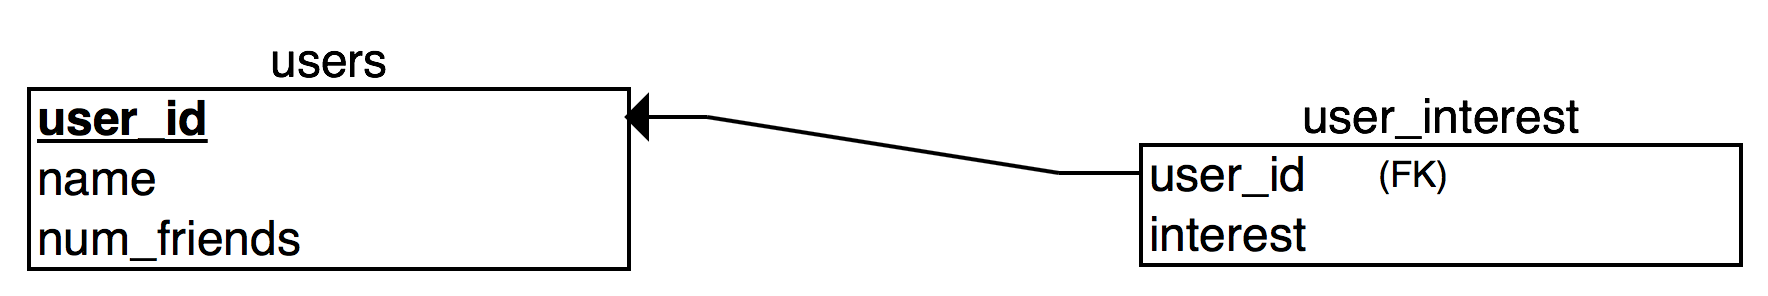 users
user_id
name
num_friends
user_interest
user_id (FK)
interest